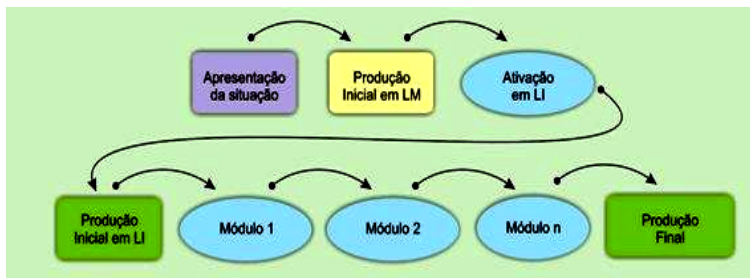 Apresentação
da situação
Produção
Inicial em LM
Ativação
em LI
Produção
Inicial em LI
Módulo 1
Módulo 2
Módulo n
Produção
Final